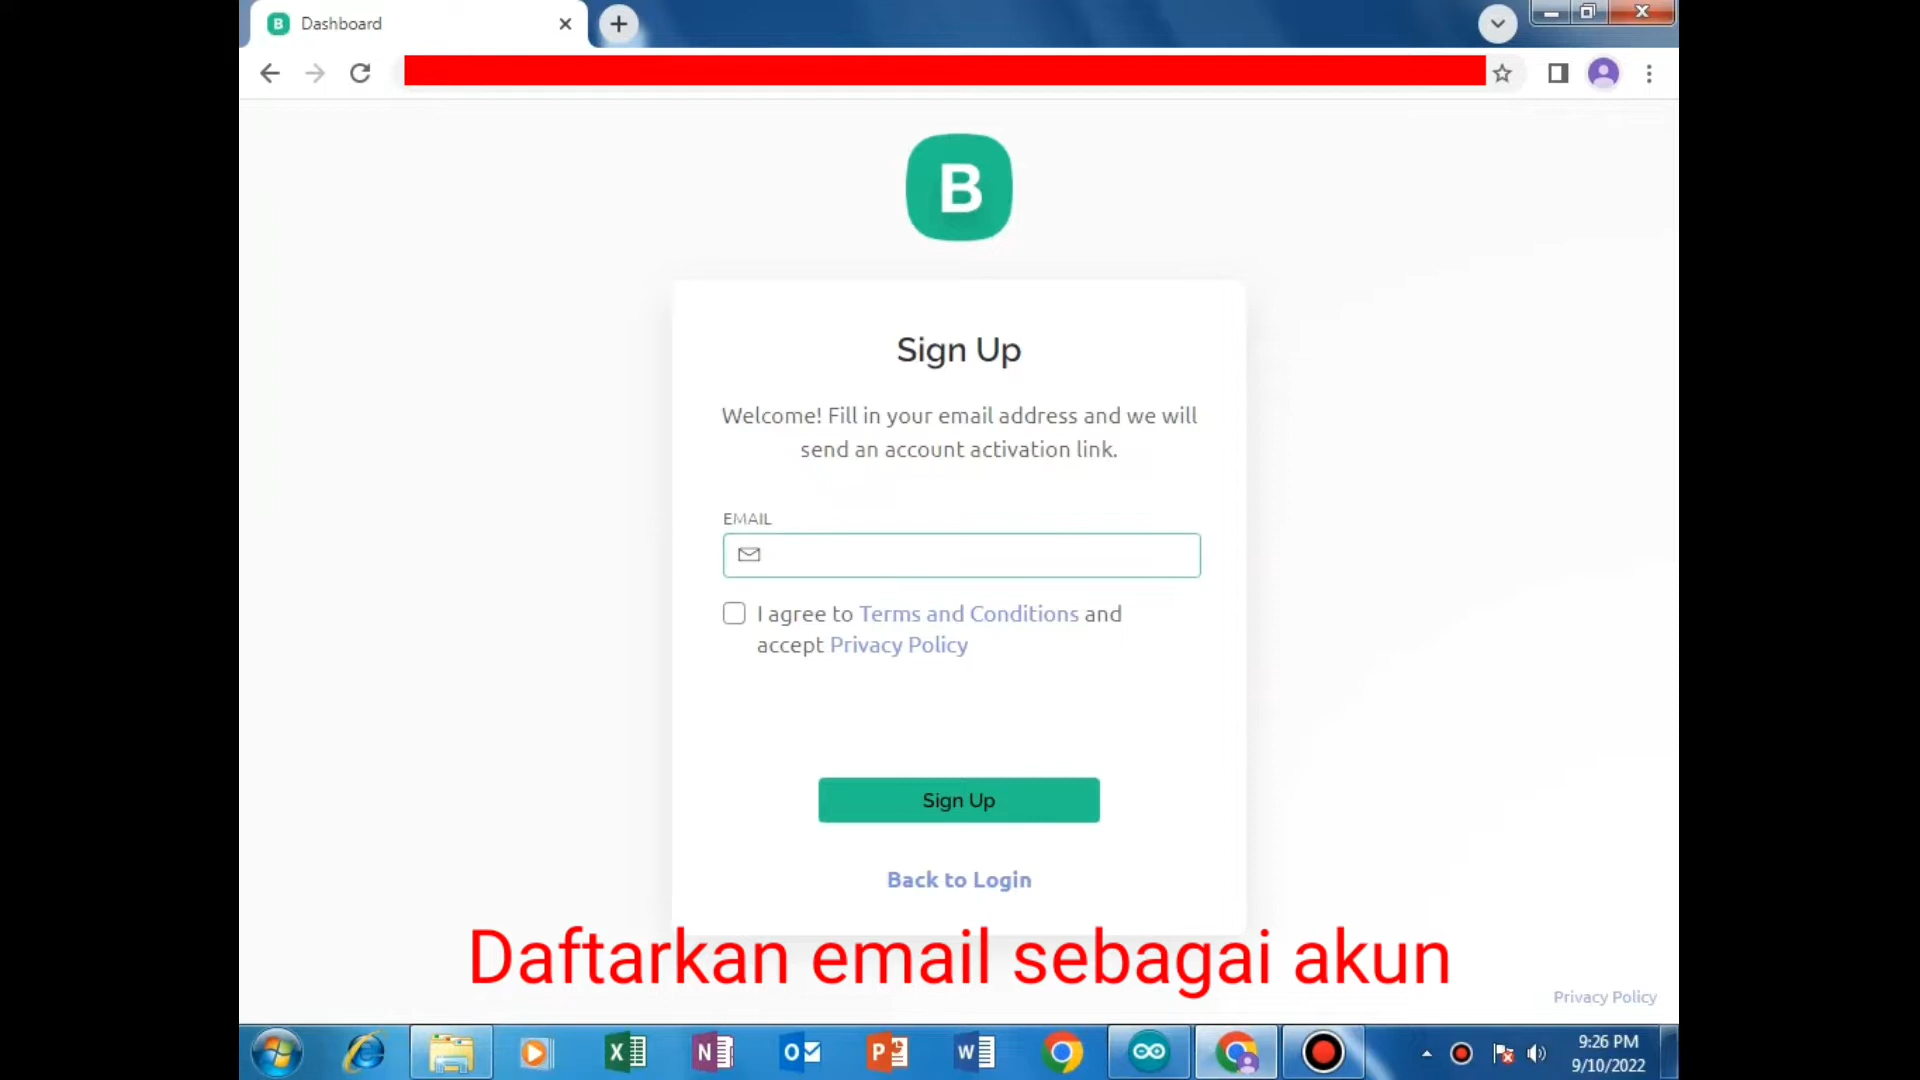 B Dashboard
B
Sign Up
Welcome! Fill in your email address and we will
send an account activation link.
EMAIL
I agree to Terms and Conditions and
accept Privacy Policy
Sign Up
Back to Login
Daftarkan email sebagai akun
Privacy Policy
9:26 PM
9/10/2022